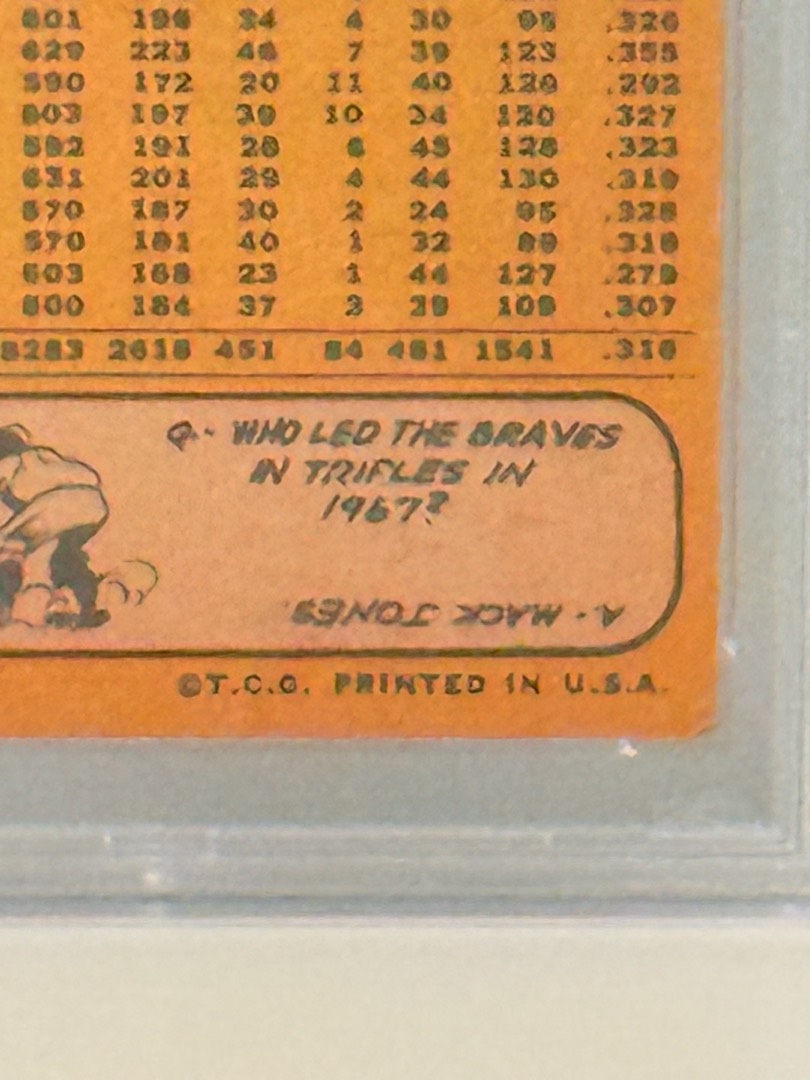 601 196 34 4 30 95 .326
629 223 46 7 39 123 .355
590 172 20 11 40 126 .292
603 197 39 10 34 120 .327
592 191 28 6 45 128 .323
631 201 29 4 44 130 .319
570 187 30 2 24 95 .328
570 181 40 1 32 89 .318
603 168 23 1 44 127 .279
600 184 37 3 39 109 .307
8283 2618 451 84 481 1541 .316
Q.- WHO LED THE BRAVES
IN TRIPLES IN
1967?
A.- MACK JONES
©T.C.G. PRINTED IN U.S.A.